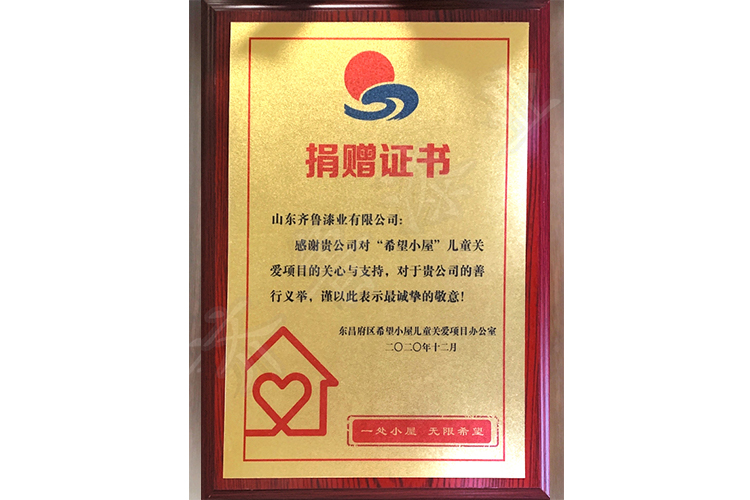 捐赠证书
山东齐鲁漆业有限公司:
感谢贵公司对“希望小屋”儿童关
爱项目的关心与支持，对于贵公司的善
行义举，谨以此表示最诚挚的敬意!
东昌府区希望小屋儿童关爱项目办公室
二〇二〇年十二月
一处小屋 无限希望